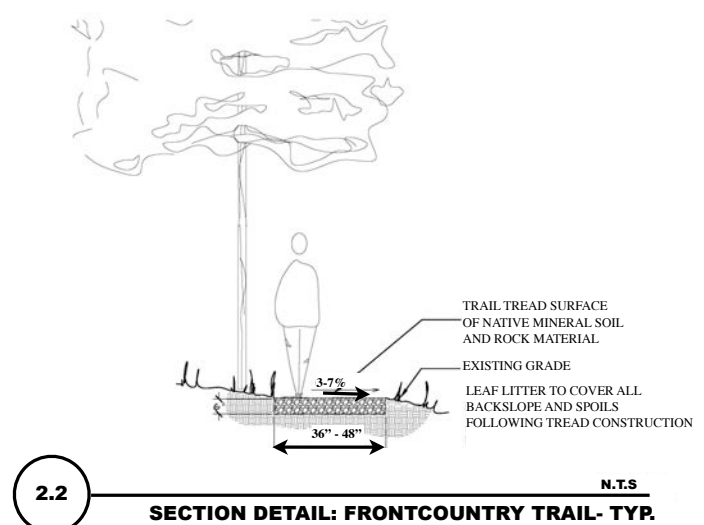 TRAIL TREAD SURFACE
OF NATIVE MINERAL SOIL
AND ROCK MATERIAL
EXISTING GRADE
3-7%
LEAF LITTER TO COVER ALL
BACKSLOPE AND SPOILS
FOLLOWING TREAD CONSTRUCTION
36” - 48”
N.T.S
2.2
SECTION DETAIL: FRONTCOUNTRY TRAIL- TYP.